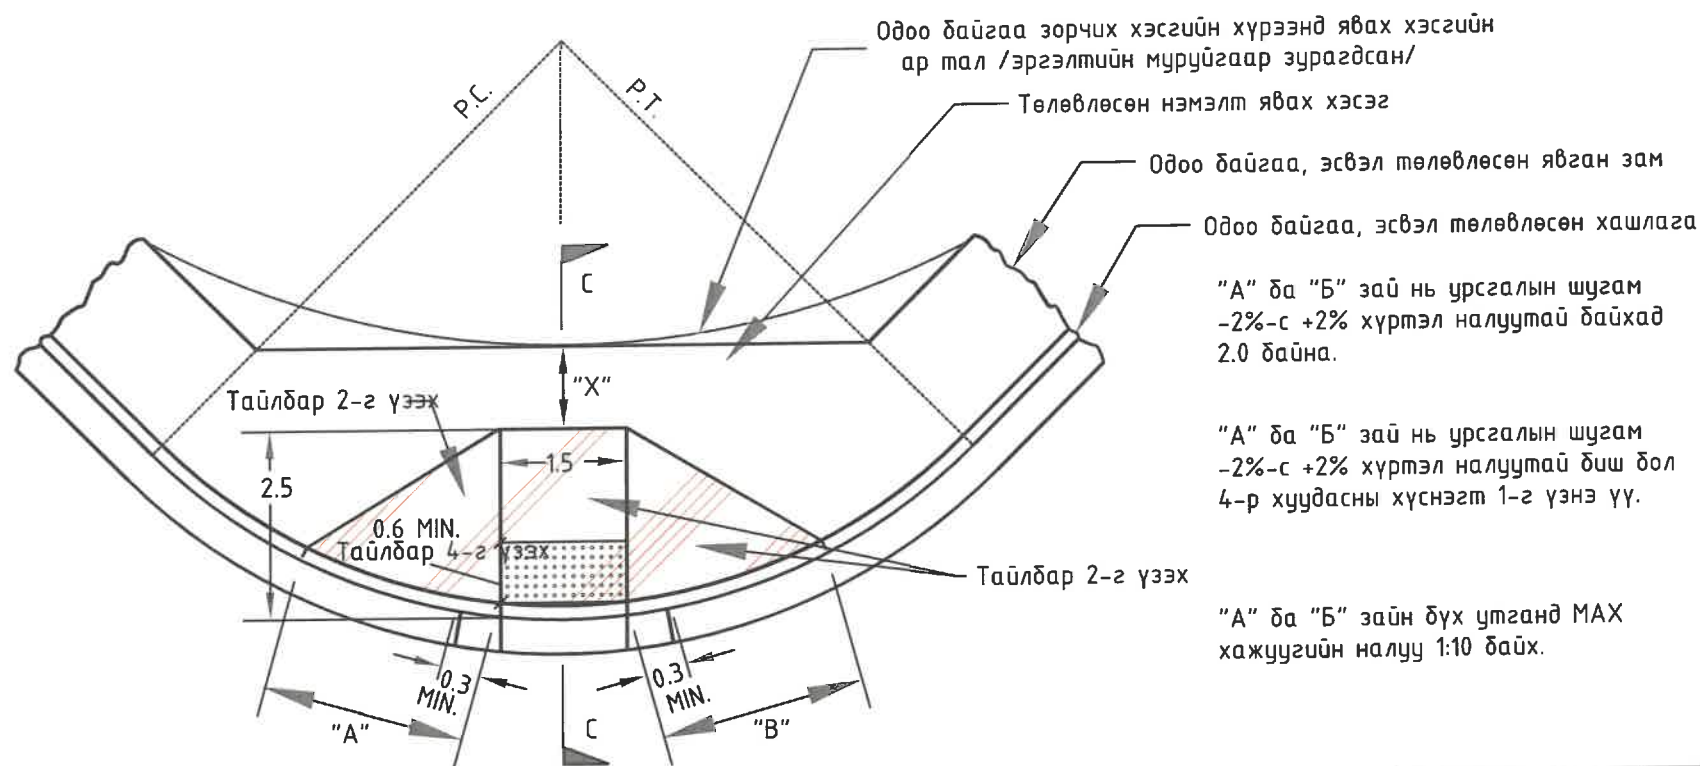 Одоо байгаа зорчих хэсгийн хүрээнд явах хэсгийн
ар тал /эргэлтийн муруйгаар зурагдсан/
P.C.
P.T.
Төлөвлөсөн нэмэлт явах хэсэг
Одоо байгаа, эсвэл төлөвлөсөн явган зам
Одоо байгаа, эсвэл төлөвлөсөн хашлага
C
"А" ба "Б" зай нь урсгалын шугам
-2%-с +2% хүртэл налуутай байхад
2.0 байна.
"X"
Тайлбар 2-г үзэх
"А" ба "Б" зай нь урсгалын шугам
-2%-с +2% хүртэл налуутай биш бол
4-р хуудасны хүснэгт 1-г үзнэ үү.
1.5
2.5
0.6 MIN.
Тайлбар 4-г үзэх
Тайлбар 2-г үзэх
"А" ба "Б" зайн бүх утганд MAX
хажуугийн налуу 1:10 байх.
0.3
MIN.
0.3
MIN.
"A"
C
"B"